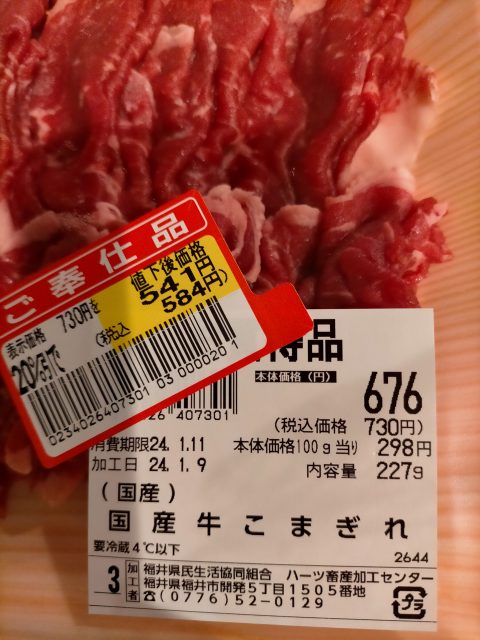 ご奉仕品
表示価格 730円を
値下後価格
541円
(税込 584円)
0234026407301 03 0000201
特品
本体価格(円)
676
(税込価格 730円)
26 407301
消費期限24.1.11
本体価格100g当り 298円
加工日 24.1.9
内容量 227g
(国産)
国産牛こまぎれ
要冷蔵4℃以下
2644
3 加工者
福井県民生活協同組合 ハーツ畜産加工センター
福井県福井市開発5丁目1505番地
☎(0776)52-0129
プラ